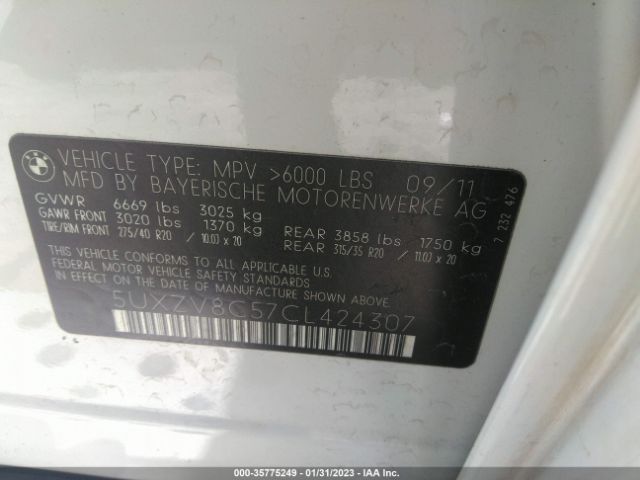 VEHICLE TYPE: MPV >6000 LBS 09/11
MFD BY BAYERISCHE MOTORENWERKE AG
GVWR 6669 lbs 3025 kg
GAWR FRONT 3020 lbs 1370 kg REAR 3858 lbs 1750 kg
TIRE/RIM FRONT 275/40 R20 / 10.0J x 20 REAR 315/35 R20 / 11.0J x 20
THIS VEHICLE CONFORMS TO ALL APPLICABLE U.S.
FEDERAL MOTOR VEHICLE SAFETY STANDARDS
IN EFFECT ON THE DATE OF MANUFACTURE SHOWN ABOVE.
5UXZV8C57CL424307
7 232 476
000-35775249 - 01/31/2023 - IAA Inc.